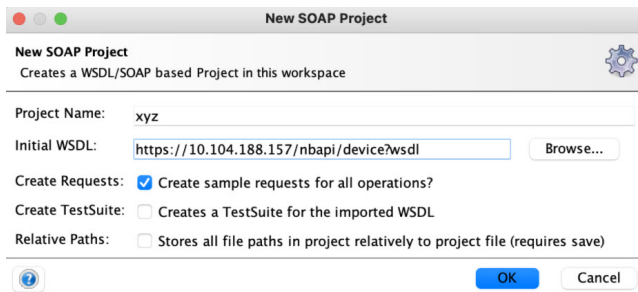 New SOAP Project
New SOAP Project
Creates a WSDL/SOAP based Project in this workspace
Project Name: xyz
Initial WSDL: https://10.104.188.157/nbapi/device?wsdl Browse...
Create Requests: Create sample requests for all operations?
Create TestSuite: Creates a TestSuite for the imported WSDL
Relative Paths: Stores all file paths in project relatively to project file (requires save)
? OK Cancel